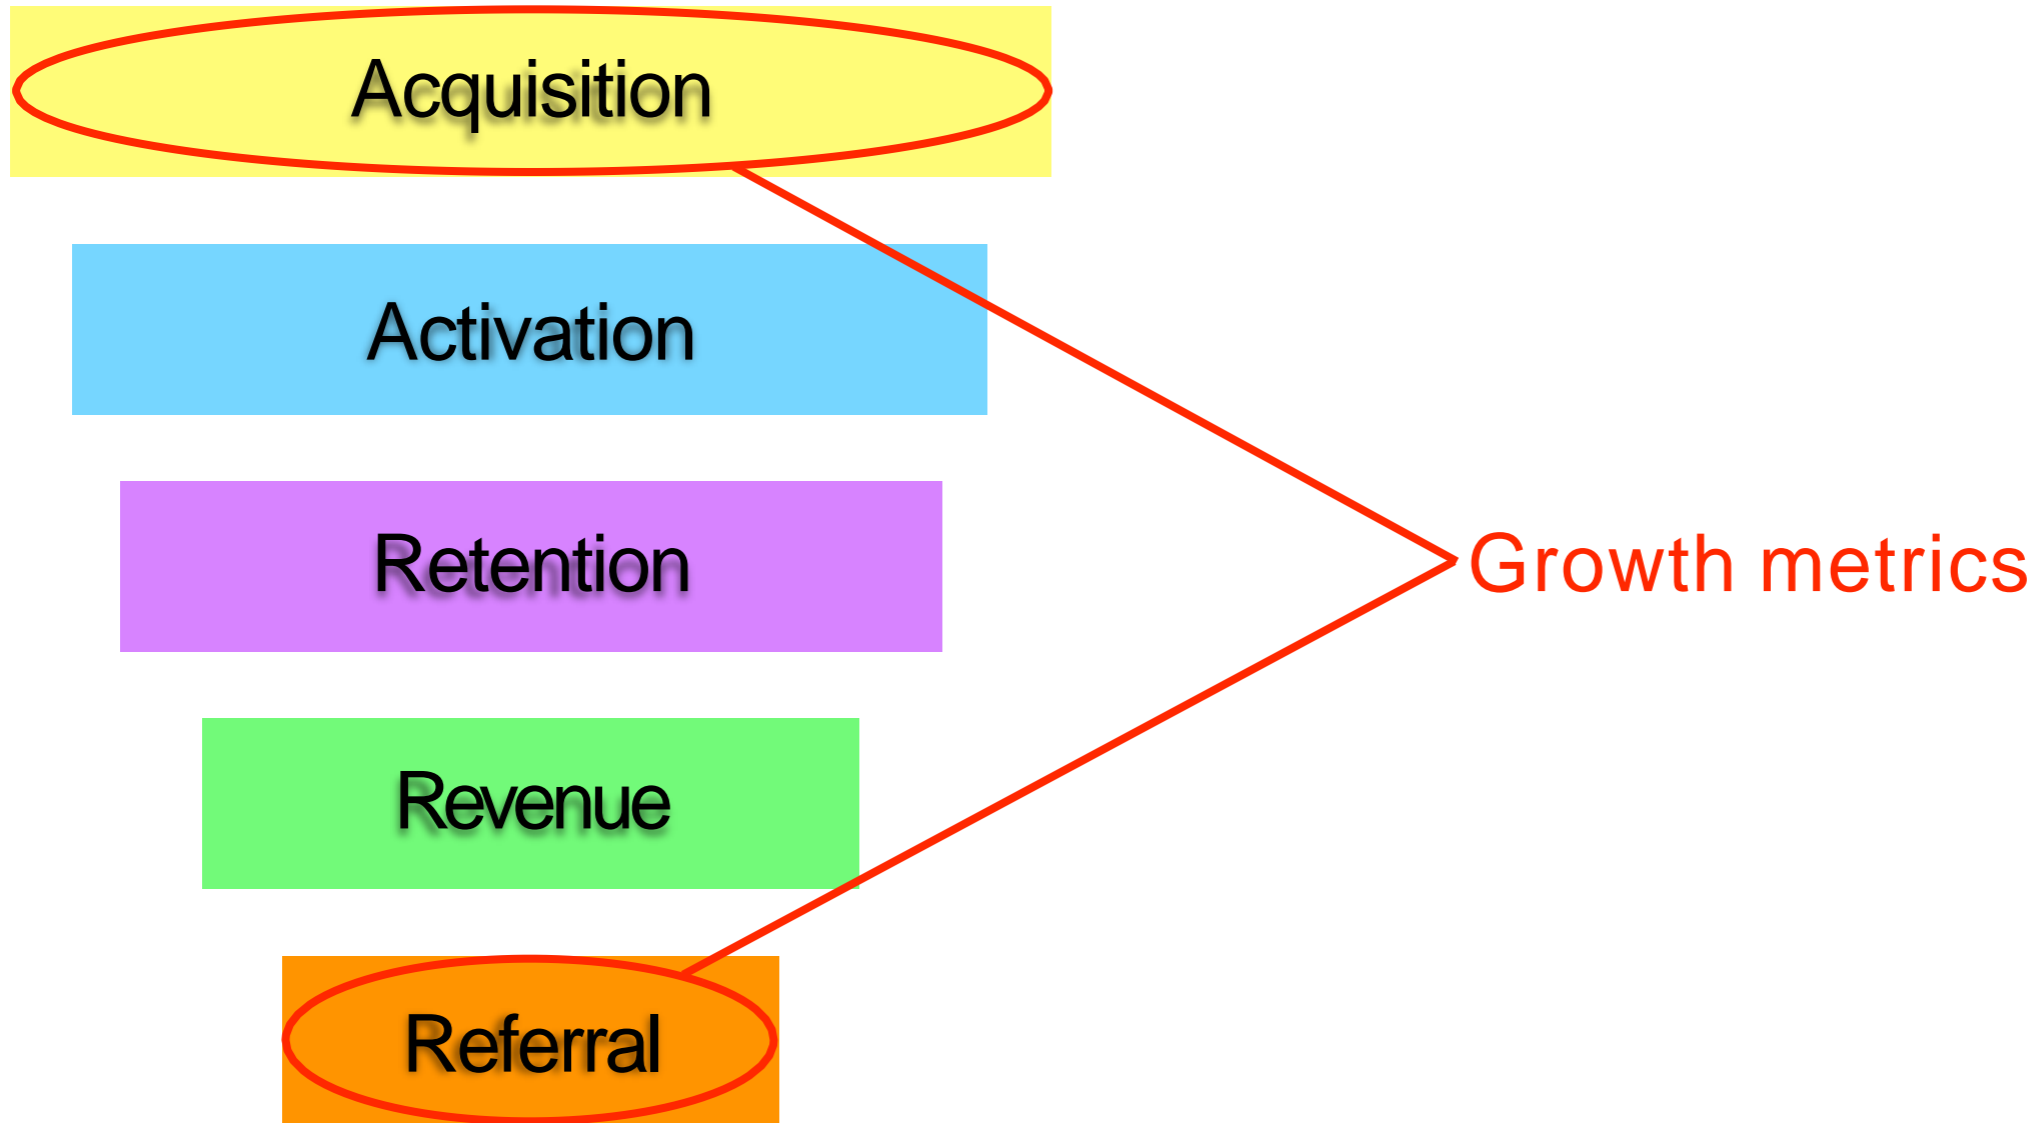 Acquisition
Activation
Retention
Growth metrics
Revenue
Referral